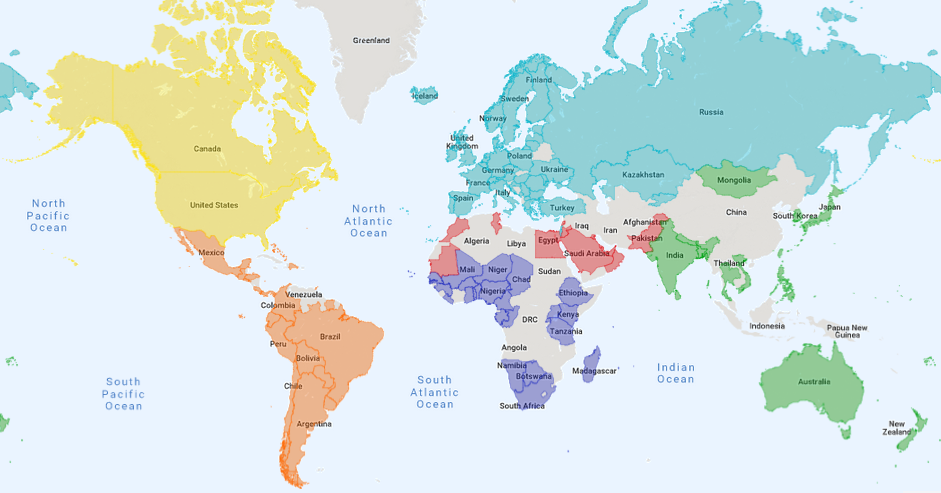 Greenland
Iceland
Finland
Sweden
Norway
Russia
United
Kingdom
Poland
Canada
Germany
Ukraine
Kazakhstan
France
Italy
Mongolia
Spain
Turkey
United States
North
Pacific
Ocean
North
Atlantic
Ocean
China
Japan
South Korea
Iraq
Iran
Afghanistan
Algeria
Libya
Egypt
Pakistan
Mexico
Saudi Arabia
India
Mali
Niger
Chad
Sudan
Thailand
Nigeria
Ethiopia
Venezuela
Colombia
DRC
Kenya
Tanzania
Indonesia
Papua New
Guinea
Brazil
Peru
Angola
Bolivia
Namibia
Botswana
Madagascar
Indian
Ocean
South
Pacific
Ocean
Chile
South
Atlantic
Ocean
Australia
South Africa
Argentina
New
Zealand